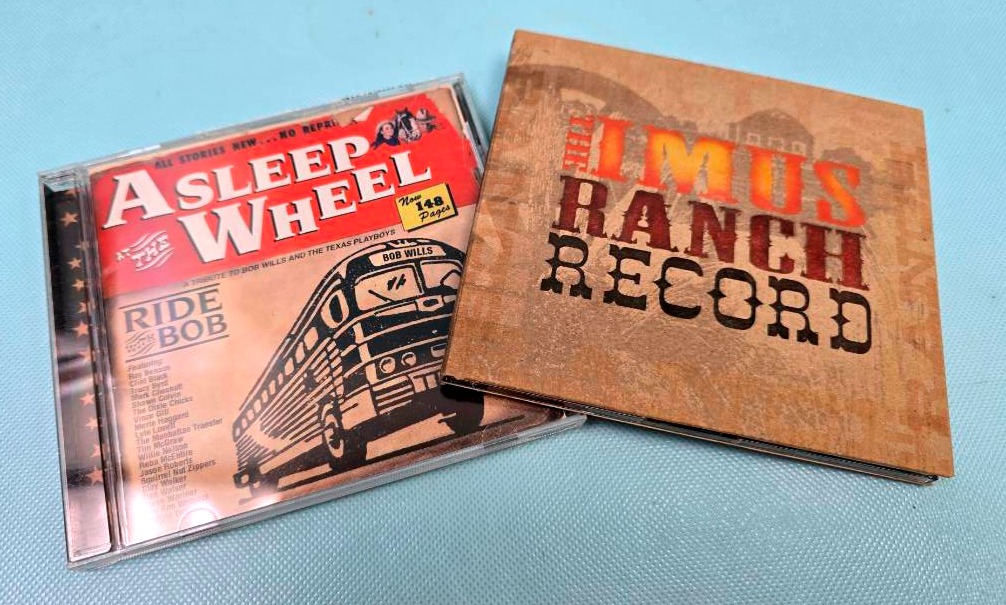 ALL STORIES NEW...NO REPRI
ASLEEP
AT THE
WHEEL
Now
148
Pages
A TRIBUTE TO BOB WILLS AND THE TEXAS PLAYBOYS
BOB WILLS
RIDE
WITH
BOB
Featuring
Ray Benson
Clint Black
Tracy Byrd
Mark Chesnutt
Shawn Colvin
The Dixie Chicks
Vince Gill
Merle Haggard
Lyle Lovett
The Manhattan Transfer
Tim McGraw
Willie Nelson
Reba McEntire
Jason Roberts
Squirrel Nut Zippers
Clay Walker
THE IMUS
RANCH
RECORD